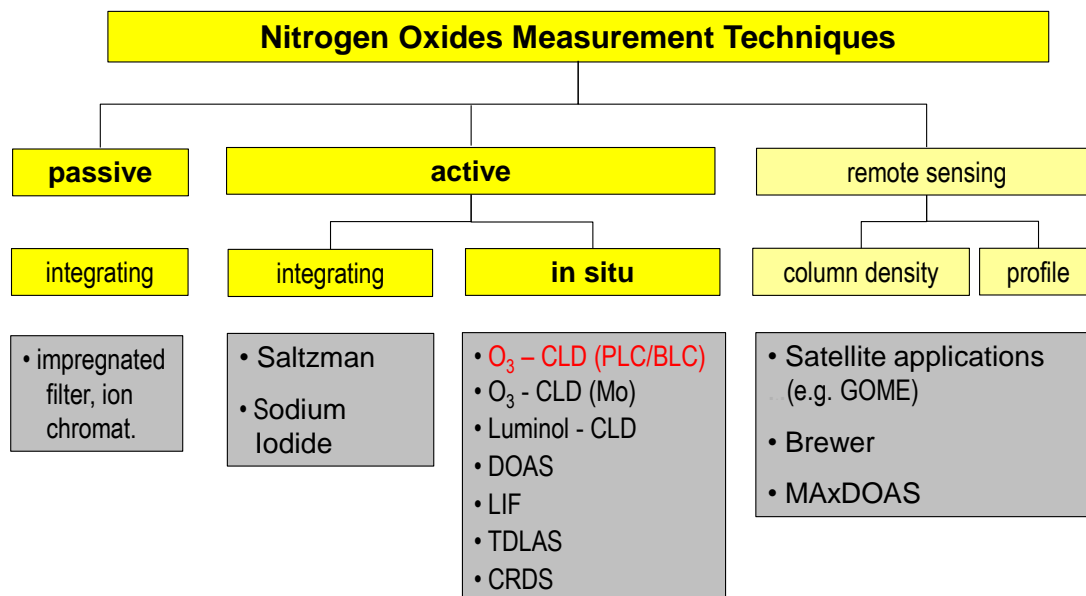 Nitrogen Oxides Measurement Techniques
passive
active
remote sensing
integrating
integrating
in situ
column density
profile
• impregnated
filter, ion
chromat.
• Saltzman
• Sodium
Iodide
• O₃ – CLD (PLC/BLC)
• O₃ - CLD (Mo)
• Luminol - CLD
• DOAS
• LIF
• TDLAS
• CRDS
• Satellite applications
...(e.g. GOME)
• Brewer
• MAxDOAS